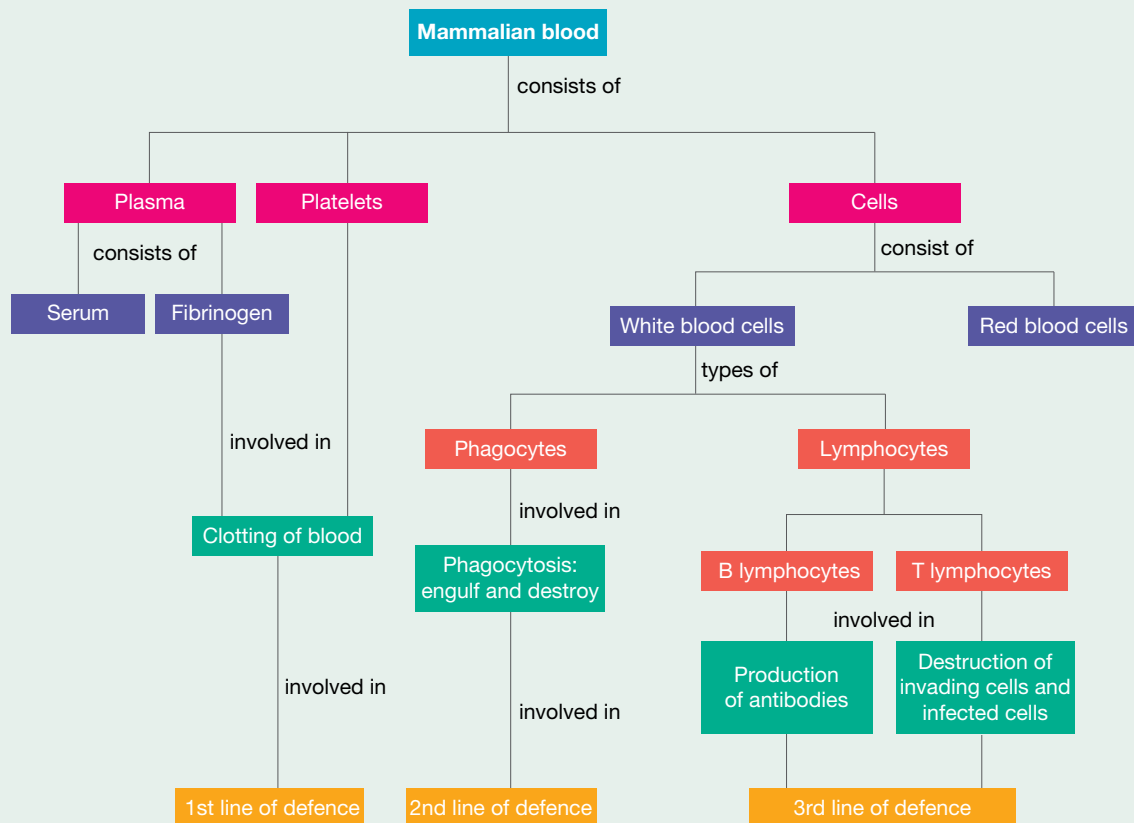 Mammalian blood
consists of
Plasma
Platelets
Cells
consists of
consist of
Serum
Fibrinogen
White blood cells
Red blood cells
types of
involved in
Phagocytes
Lymphocytes
involved in
Clotting of blood
Phagocytosis:
engulf and destroy
B lymphocytes
T lymphocytes
involved in
Production
of antibodies
Destruction of
invading cells and
infected cells
involved in
involved in
1st line of defence
2nd line of defence
3rd line of defence